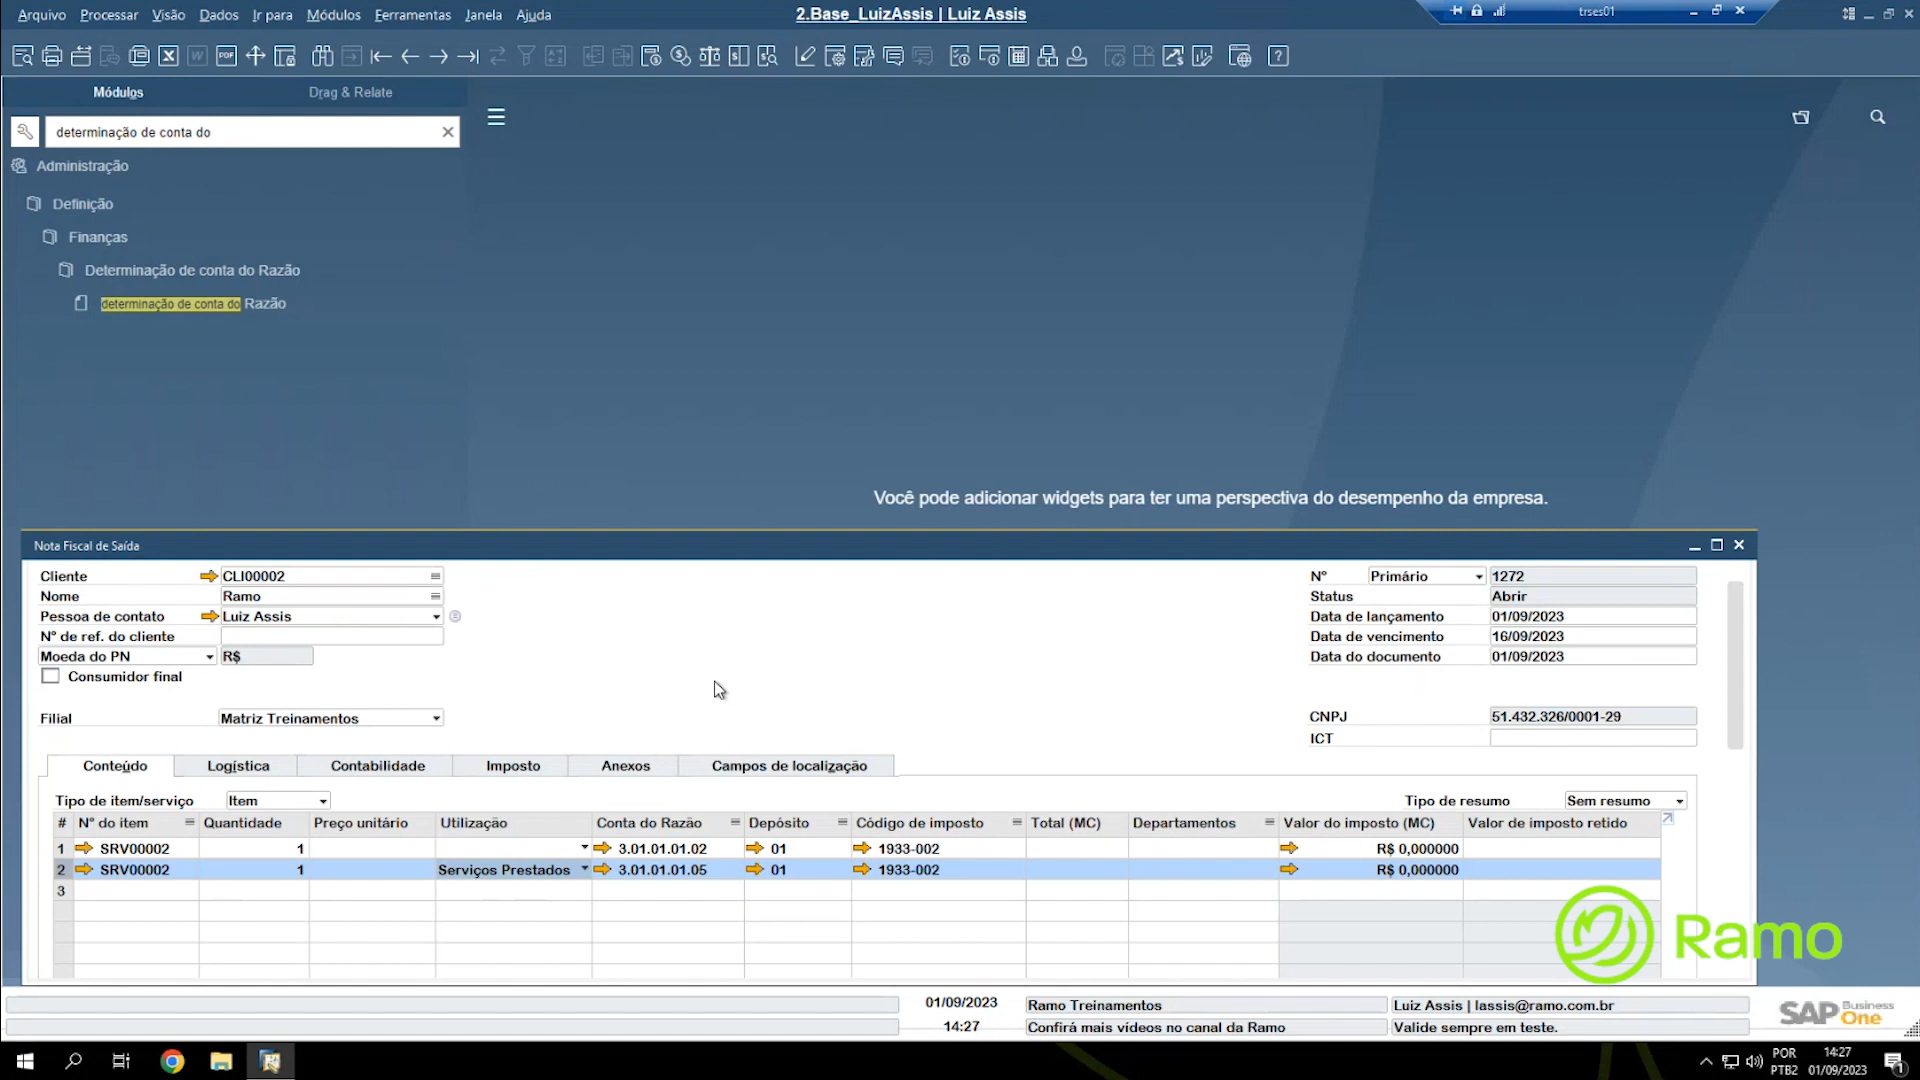 Arquivo Processar Visão Dados Ir para Módulos Ferramentas Janela Ajuda
2.Base_LuizAssis | Luiz Assis
trses01
Módulos Drag & Relate
determinação de conta do
Administração
Definição
Finanças
Determinação de conta do Razão
determinação de conta do Razão
Você pode adicionar widgets para ter uma perspectiva do desempenho da empresa.
Nota Fiscal de Saída
Cliente CLI00002 N° Primário 1272
Nome Ramo Status Abrir
Pessoa de contato Luiz Assis Data de lançamento 01/09/2023
N° de ref. do cliente Data de vencimento 16/09/2023
Moeda do PN R$ Data do documento 01/09/2023
Consumidor final
Filial Matriz Treinamentos CNPJ 51.432.326/0001-29
ICT
Conteúdo Logística Contabilidade Imposto Anexos Campos de localização
Tipo de item/serviço Item Tipo de resumo Sem resumo
# N° do item Quantidade Preço unitário Utilização Conta do Razão Depósito Código de imposto Total (MC) Departamentos Valor do imposto (MC) Valor de imposto retido
1 SRV00002 1 3.01.01.01.02 01 1933-002 R$ 0,000000
2 SRV00002 1 Serviços Prestados 3.01.01.01.05 01 1933-002 R$ 0,000000
3
Ramo
01/09/2023 Ramo Treinamentos Luiz Assis | lassis@ramo.com.br
14:27 Confirá mais vídeos no canal da Ramo Valide sempre em teste.
SAP Business One
POR 14:27
PTB2 01/09/2023
1